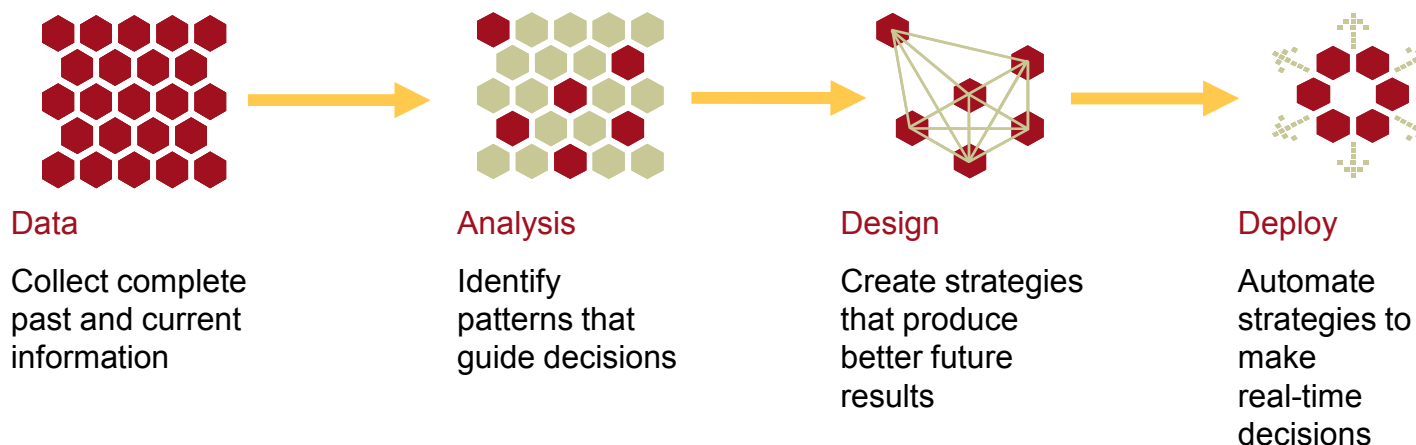 Data
Collect complete
past and current
information
Analysis
Identify
patterns that
guide decisions
Design
Create strategies
that produce
better future
results
Deploy
Automate
strategies to
make
real-time
decisions